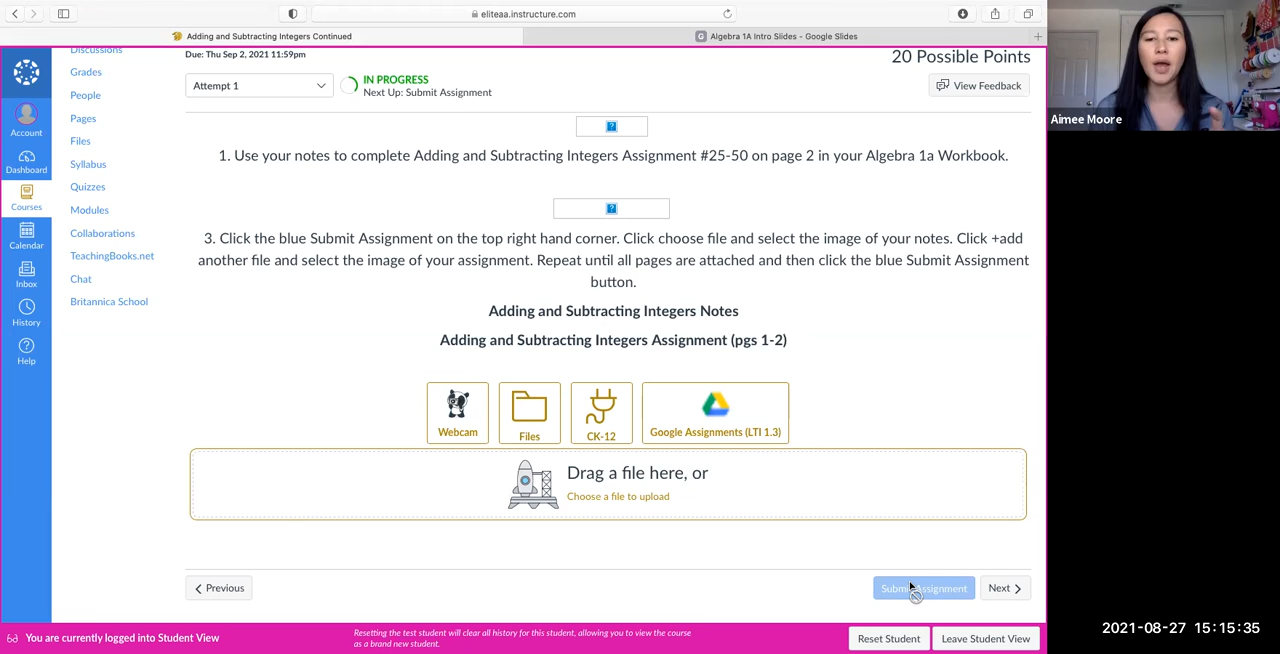 eliteaa.instructure.com
Adding and Subtracting Integers Continued
Algebra 1A Intro Slides - Google Slides
Aimee Moore
Account
Dashboard
Courses
Calendar
Inbox
History
Help
Discussions
Grades
People
Pages
Files
Syllabus
Quizzes
Modules
Collaborations
TeachingBooks.net
Chat
Britannica School
Due: Thu Sep 2, 2021 11:59pm
20 Possible Points
Attempt 1
IN PROGRESS
Next Up: Submit Assignment
View Feedback
1. Use your notes to complete Adding and Subtracting Integers Assignment #25-50 on page 2 in your Algebra 1a Workbook.
3. Click the blue Submit Assignment on the top right hand corner. Click choose file and select the image of your notes. Click +add
another file and select the image of your assignment. Repeat until all pages are attached and then click the blue Submit Assignment
button.
Adding and Subtracting Integers Notes
Adding and Subtracting Integers Assignment (pgs 1-2)
Webcam
Files
CK-12
Google Assignments (LTI 1.3)
Drag a file here, or
Choose a file to upload
Previous
Submit Assignment
Next
You are currently logged into Student View
Resetting the test student will clear all history for this student, allowing you to view the course
as a brand new student.
Reset Student
Leave Student View
2021-08-27 15:15:35